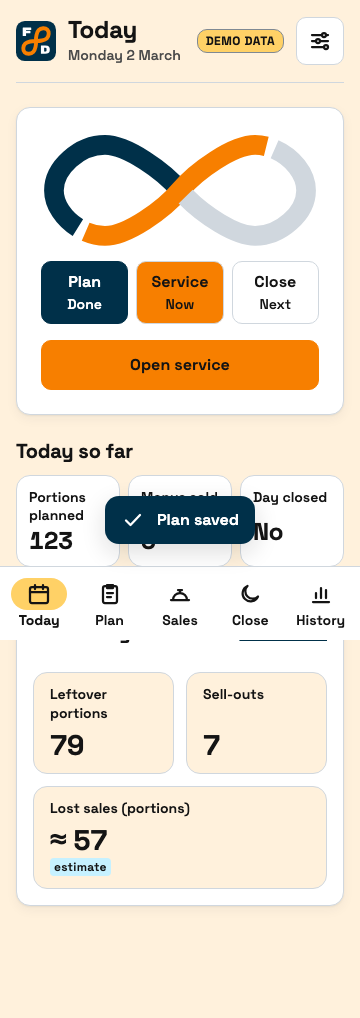 F
D
Today
Monday 2 March
DEMO DATA
Plan
Done
Service
Now
Close
Next
Open service
Today so far
Portions
planned
123
Day closed
No
Plan saved
Today
Plan
Sales
Close
History
Leftover
portions
79
Sell-outs
7
Lost sales (portions)
≈ 57
estimate